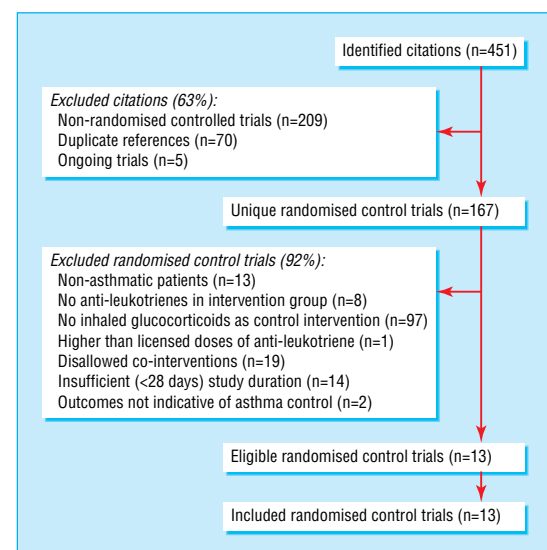 Identified citations (n=451)
Excluded citations (63%):
Non-randomised controlled trials (n=209)
Duplicate references (n=70)
Ongoing trials (n=5)
Unique randomised control trials (n=167)
Excluded randomised control trials (92%):
Non-asthmatic patients (n=13)
No anti-leukotrienes in intervention group (n=8)
No inhaled glucocorticoids as control intervention (n=97)
Higher than licensed doses of anti-leukotriene (n=1)
Disallowed co-interventions (n=19)
Insufficient (<28 days) study duration (n=14)
Outcomes not indicative of asthma control (n=2)
Eligible randomised control trials (n=13)
Included randomised control trials (n=13)